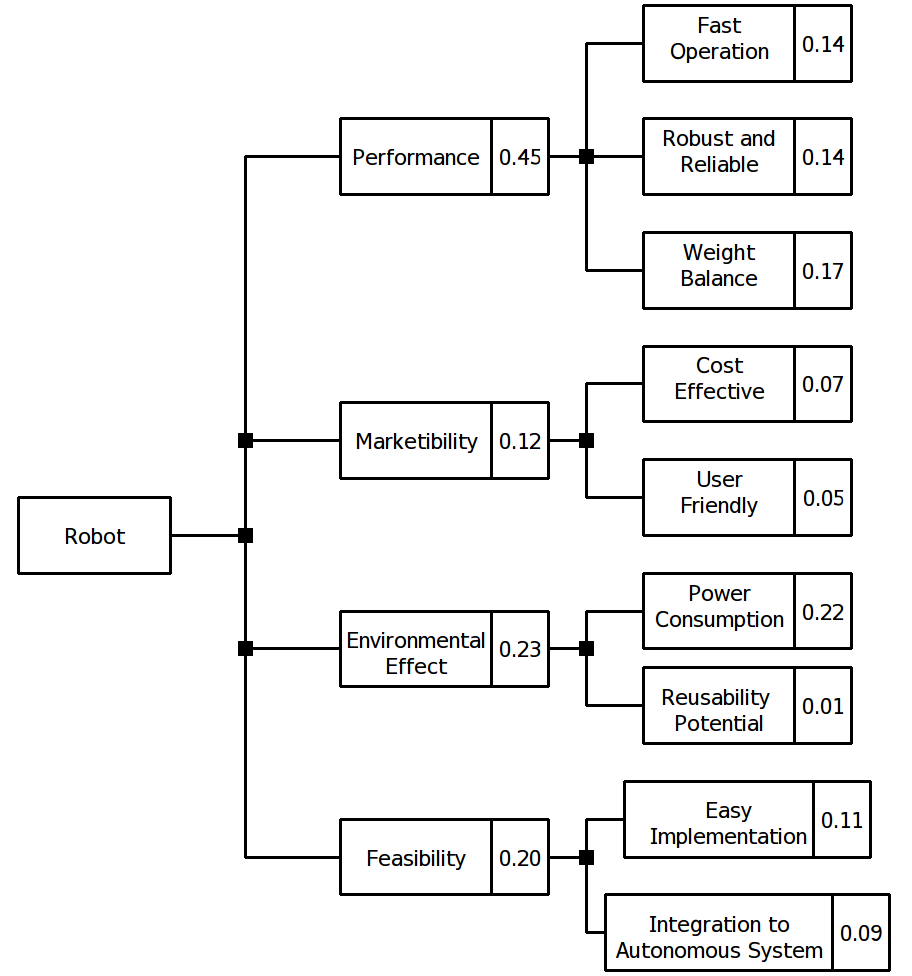 Fast
Operation
0.14
Performance
0.45
Robust and
Reliable
0.14
Weight
Balance
0.17
Cost
Effective
0.07
Marketibility
0.12
User
Friendly
0.05
Robot
Power
Consumption
0.22
Environmental
Effect
0.23
Reusability
Potential
0.01
Easy
Implementation
0.11
Feasibility
0.20
Integration to
Autonomous System
0.09